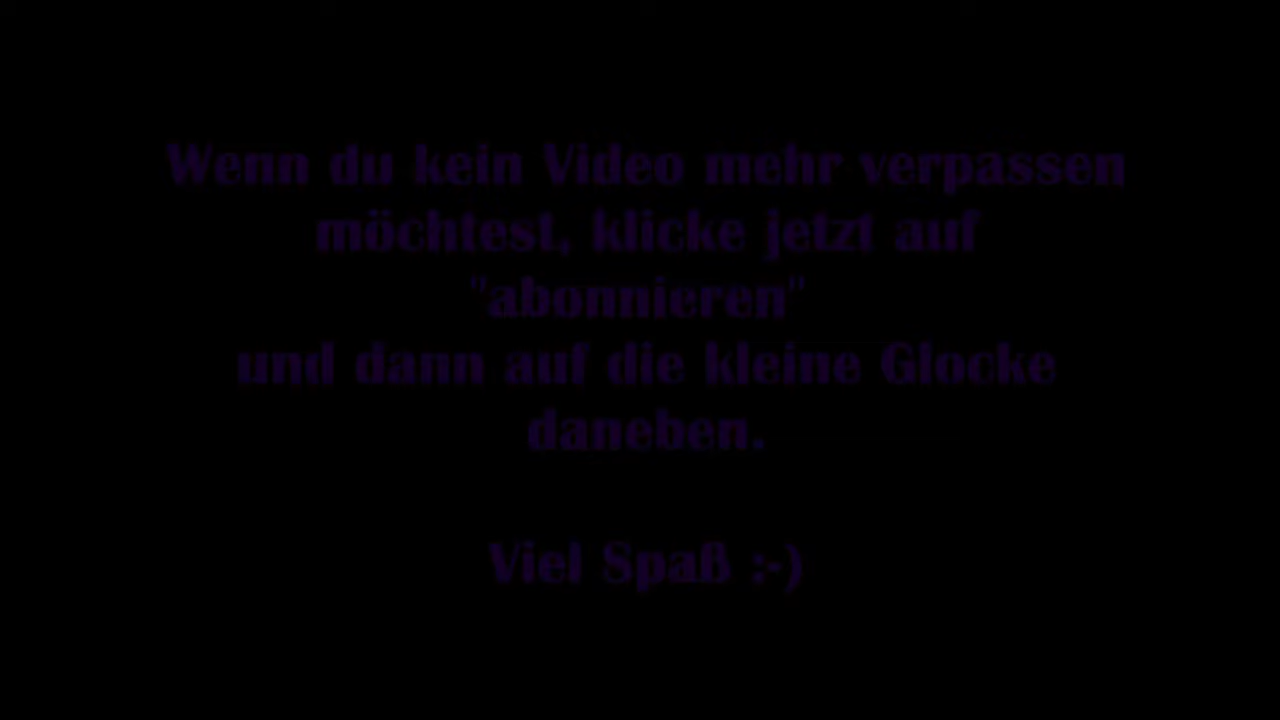 Wenn du kein Video mehr verpassen
möchtest, klicke jetzt auf
"abonnieren"
und dann auf die kleine Glocke
daneben.
Viel Spaß :-)